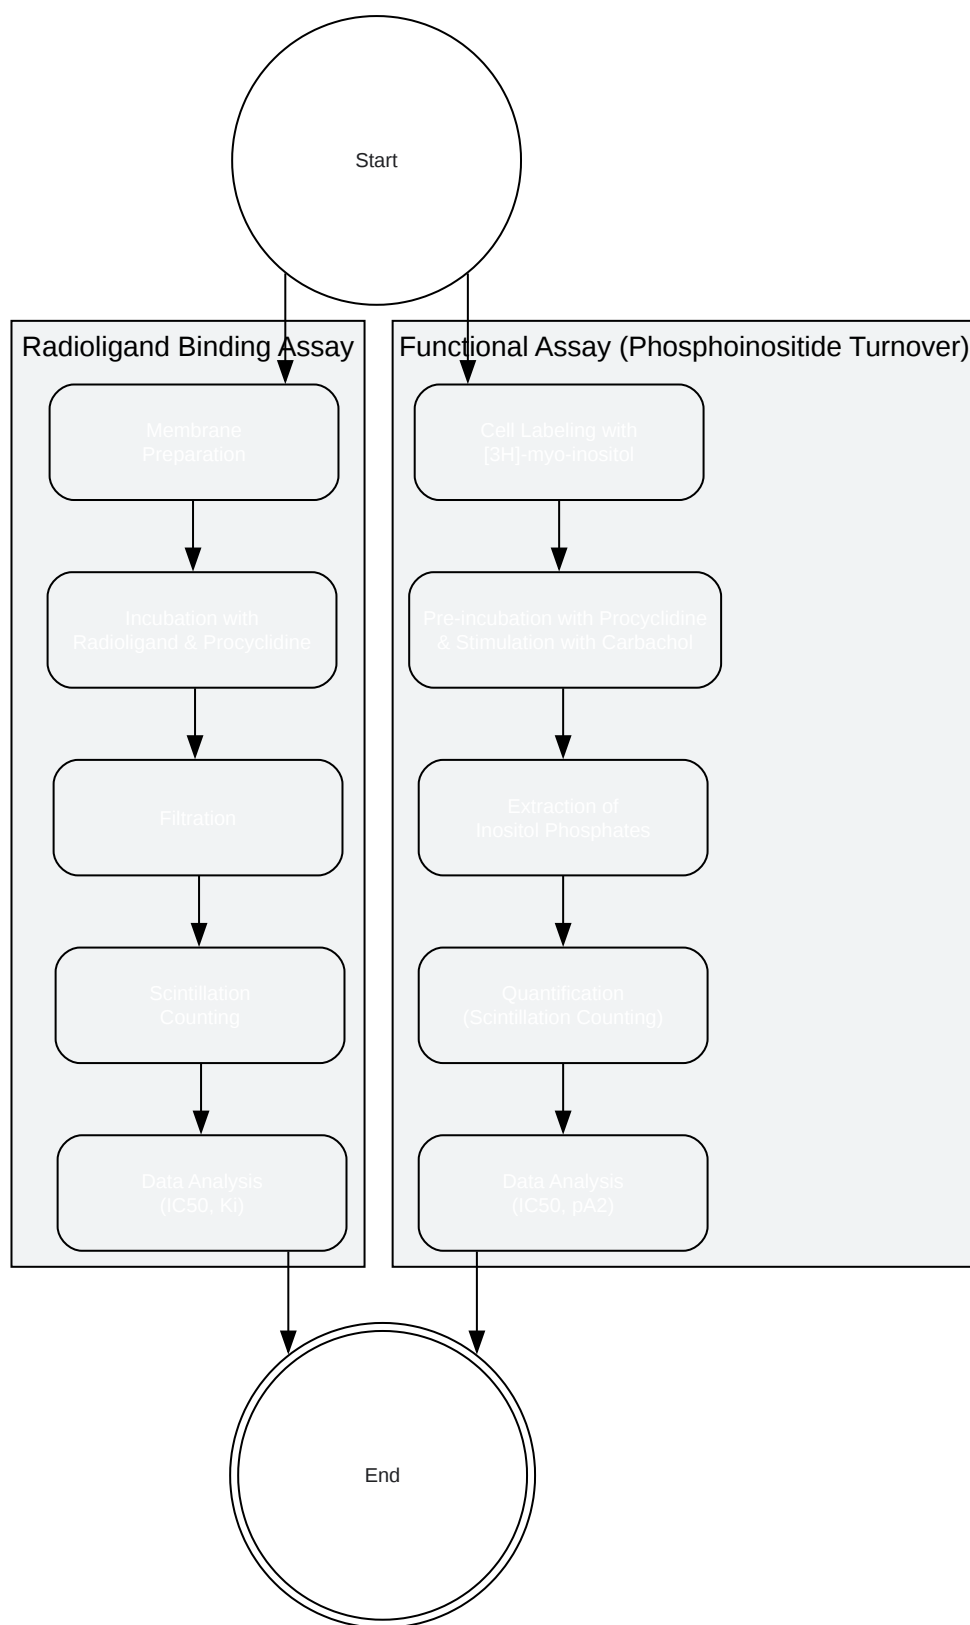 Start
Radioligand Binding Assay
Membrane
Preparation
Incubation with
Radioligand & Procyclidine
Filtration
Scintillation
Counting
Data Analysis
(IC50, Ki)
Functional Assay (Phosphoinositide Turnover)
Cell Labeling with
[3H]-myo-inositol
Pre-incubation with Procyclidine
& Stimulation with Carbachol
Extraction of
Inositol Phosphates
Quantification
(Scintillation Counting)
Data Analysis
(IC50, pA2)
End